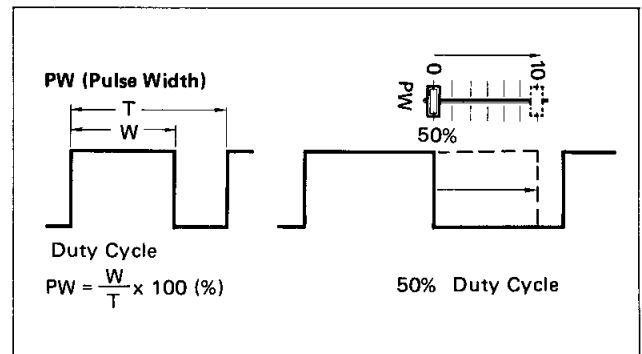 PW (Pulse Width)
T
W
Duty Cycle
PW = W/T x 100 (%)
PW
0
10
50%
50% Duty Cycle